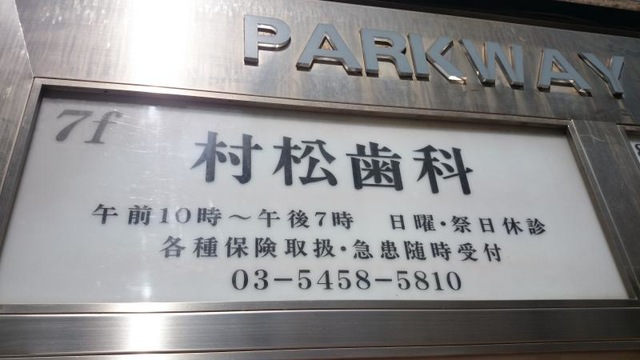 PARKWAY
7f
村松歯科
午前10時～午後7時　日曜・祭日休診
各種保険取扱・急患随時受付
03-5458-5810